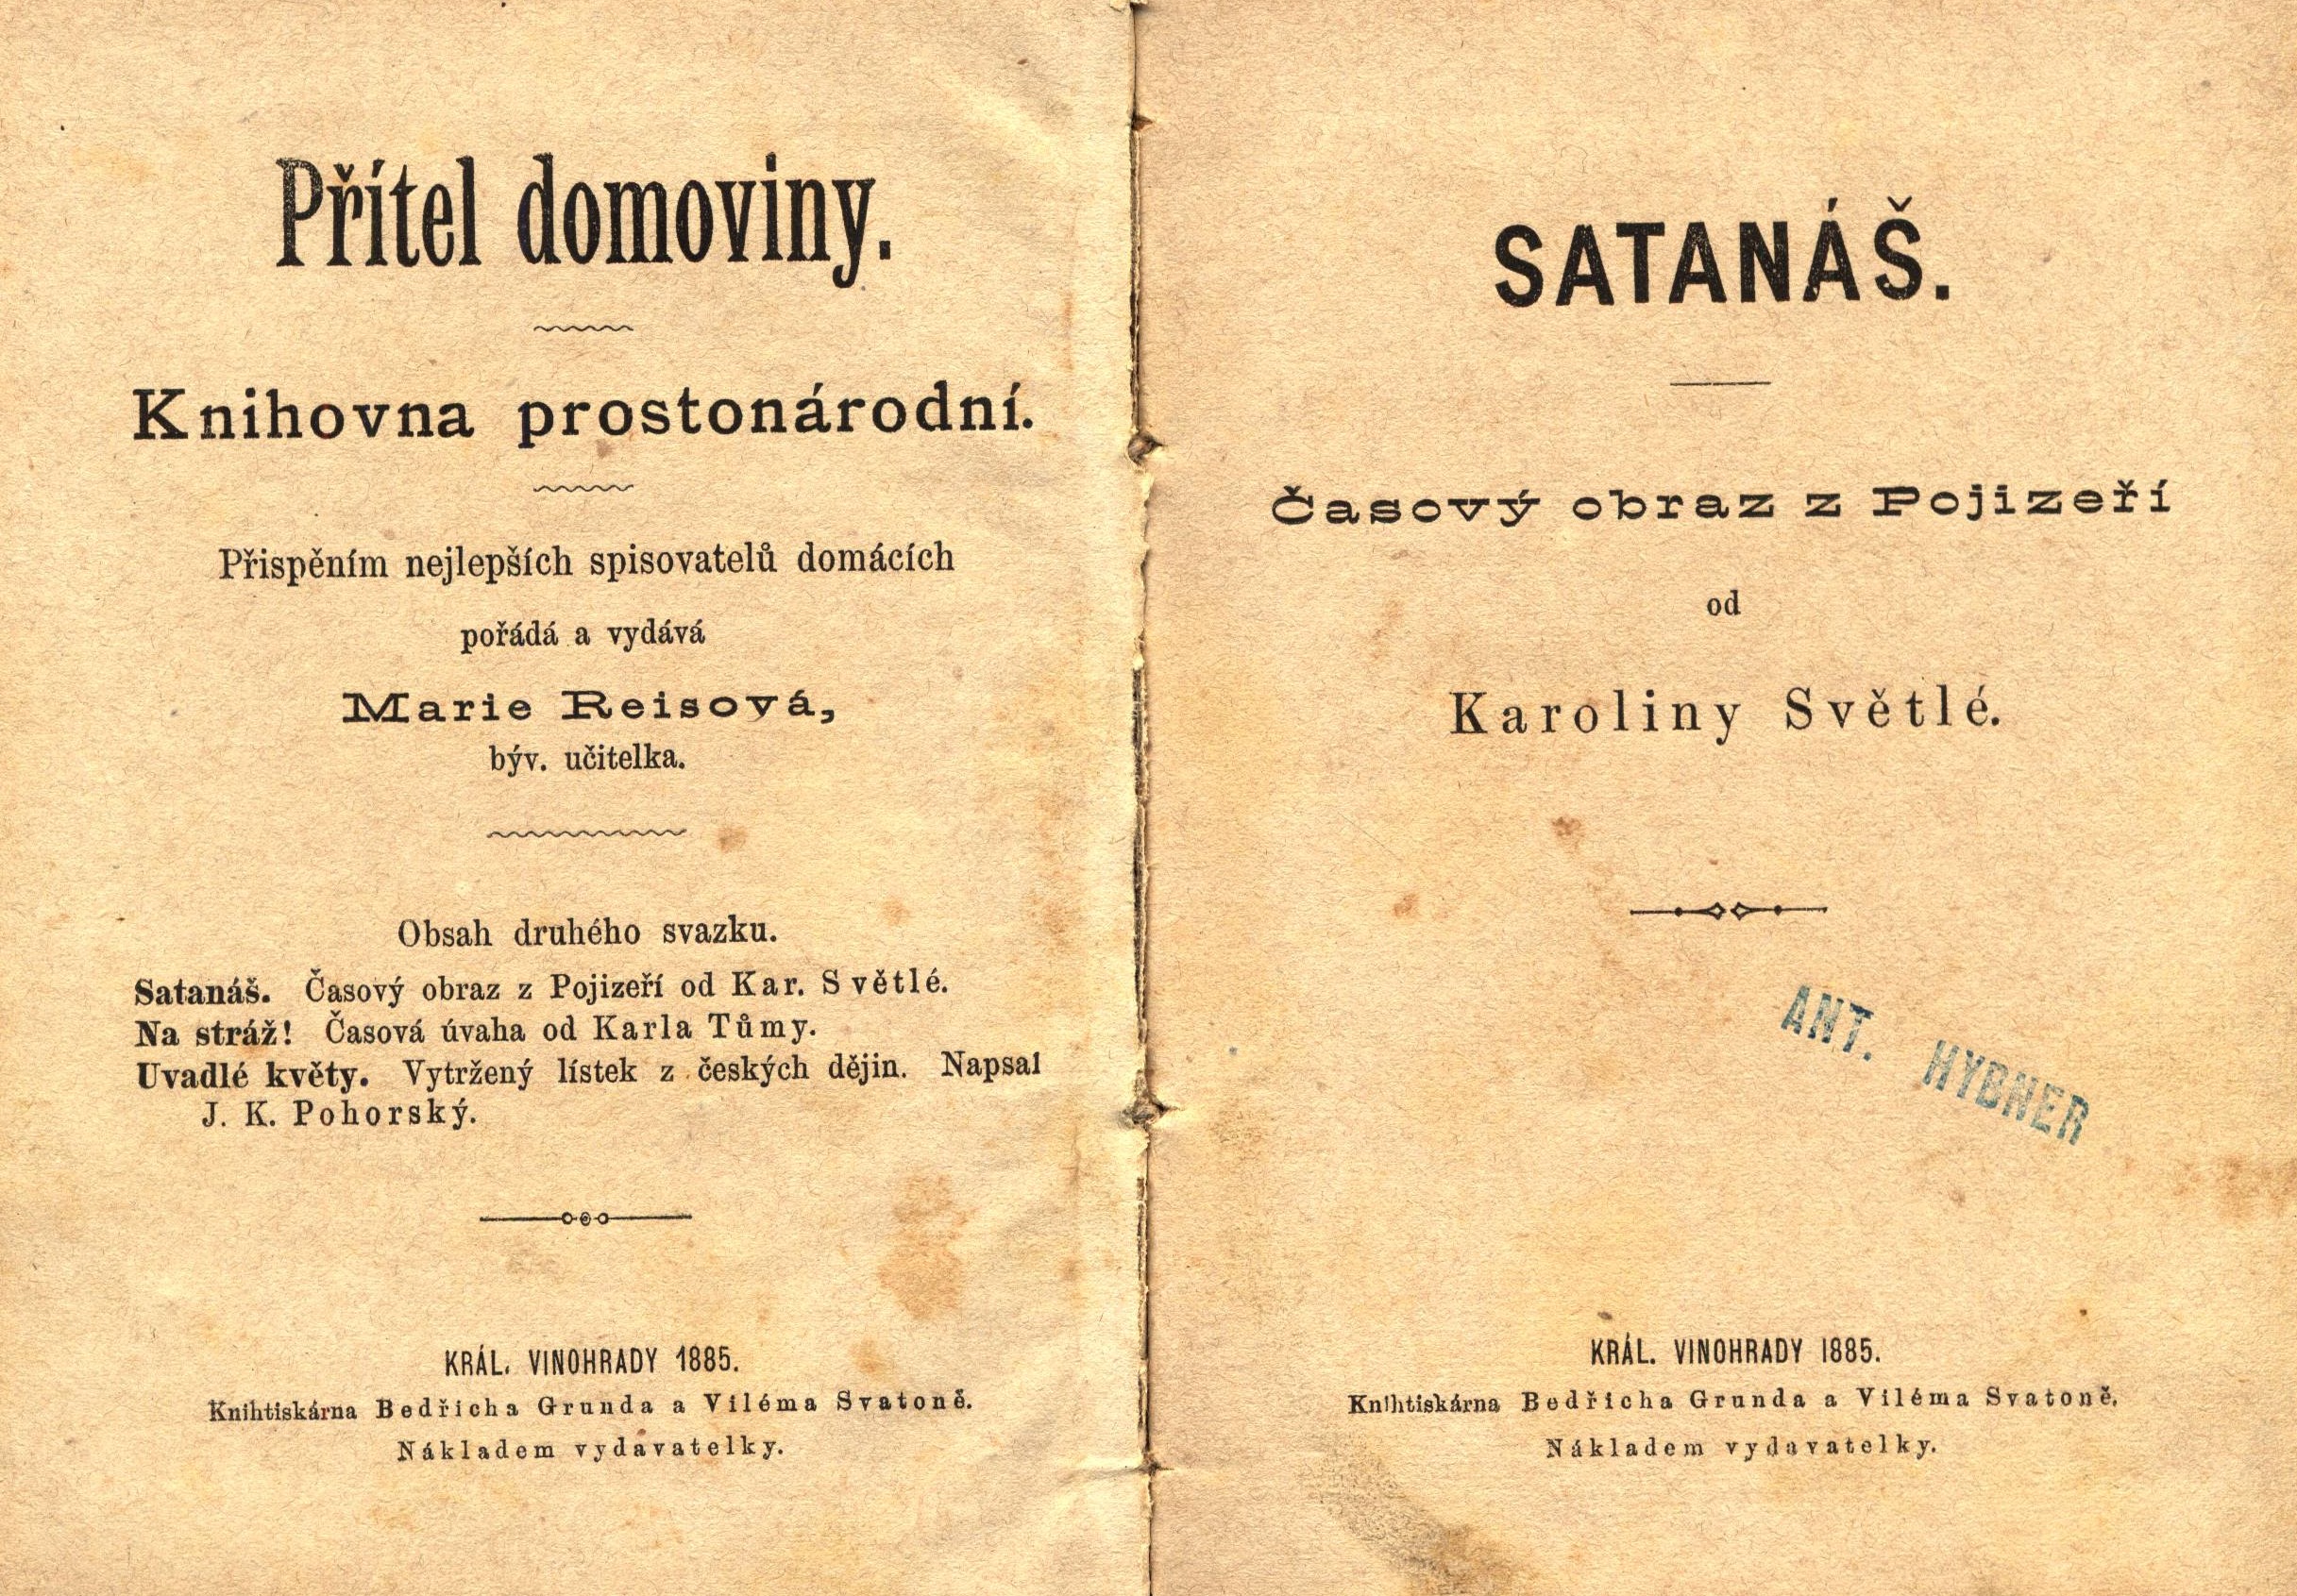 Přítel domoviny.
Knihovna prostonárodní.
Přispěním nejlepších spisovatelů domácích
pořádá a vydává
Marie Reisová,
býv. učitelka.
Obsah druhého svazku.
Satanáš. Časový obraz z Pojizeří od Kar. Světlé.
Na stráž! Časová úvaha od Karla Tůmy.
Uvadlé květy. Vytržený lístek z českých dějin. Napsal
J. K. Pohorský.
KRÁL. VINOHRADY 1885.
Knihtiskárna Bedřicha Grunda a Viléma Svatoně.
Nákladem vydavatelky.
SATANÁŠ.
Časový obraz z Pojizeří
od
Karoliny Světlé.
ANT. HYBNER
KRÁL. VINOHRADY 1885.
Knihtiskárna Bedřicha Grunda a Viléma Svatoně.
Nákladem vydavatelky.